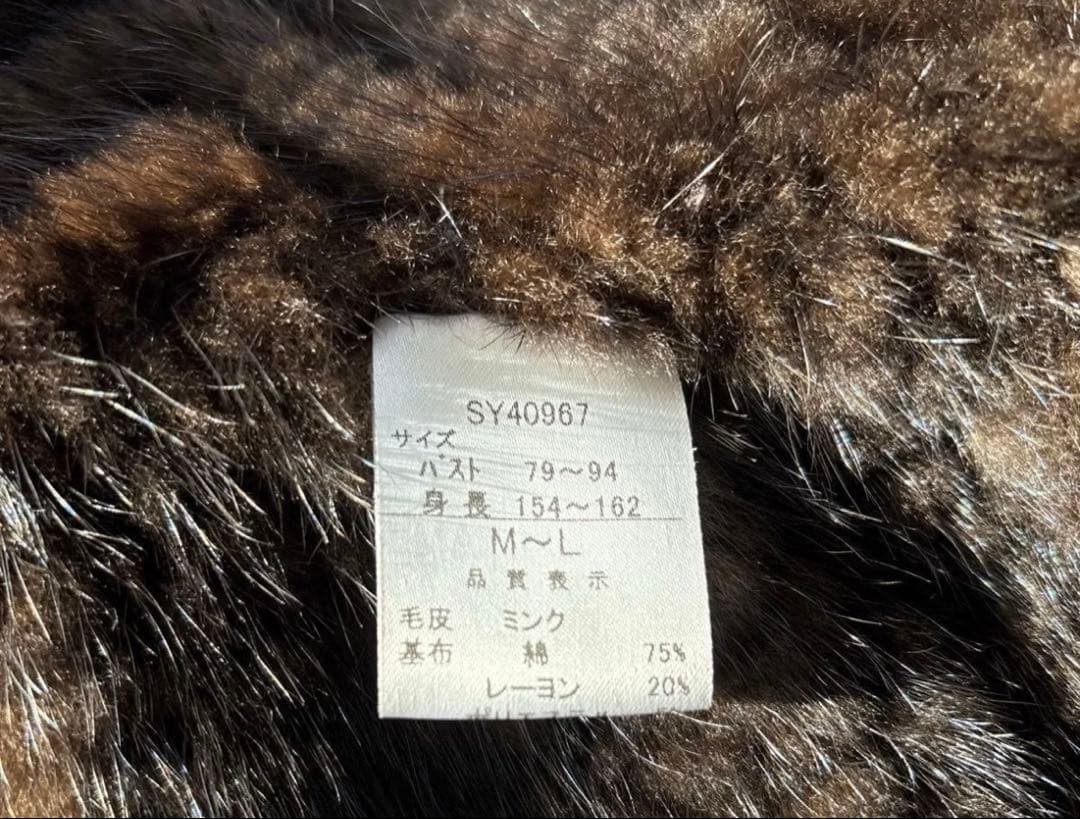 SY40967
サイズ
バスト 79～94
身長 154～162
M～L
品質表示
毛皮 ミンク
基布 綿 75%
レーヨン 20%